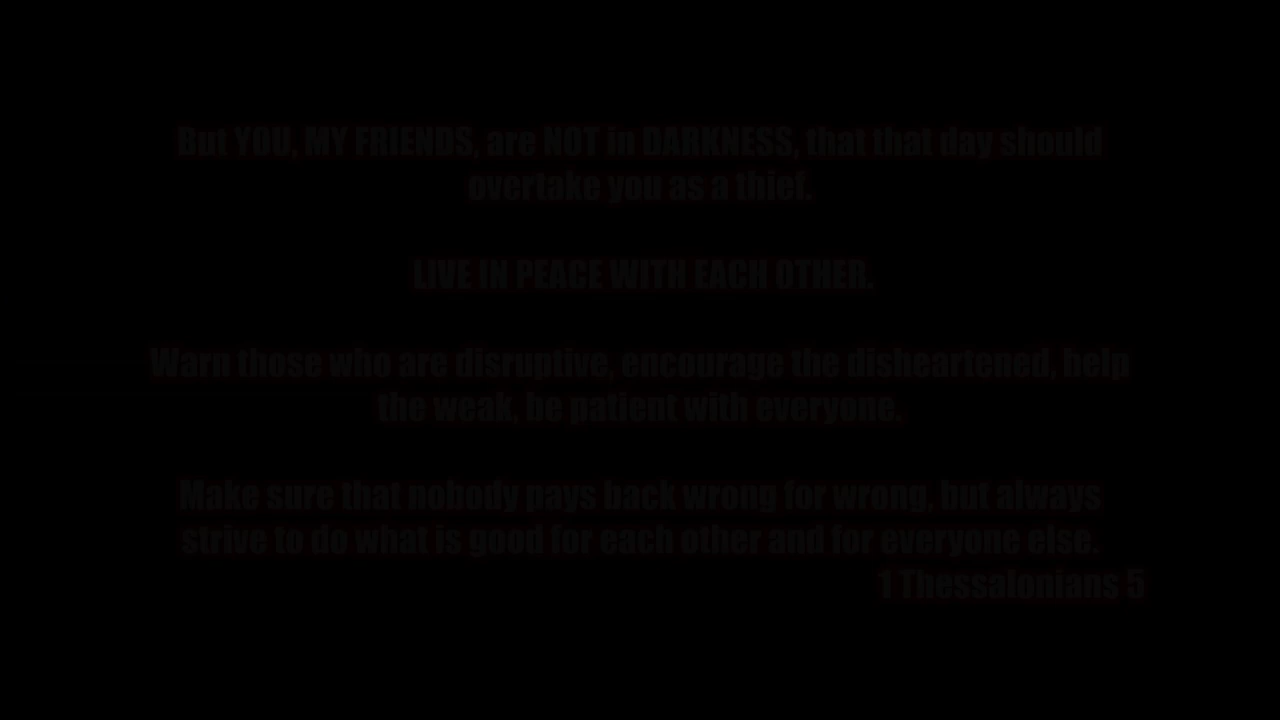 But YOU, MY FRIENDS, are NOT in DARKNESS, that that day should
overtake you as a thief.
LIVE IN PEACE WITH EACH OTHER.
Warn those who are disruptive, encourage the disheartened, help
the weak, be patient with everyone.
Make sure that nobody pays back wrong for wrong, but always
strive to do what is good for each other and for everyone else.
1 Thessalonians 5